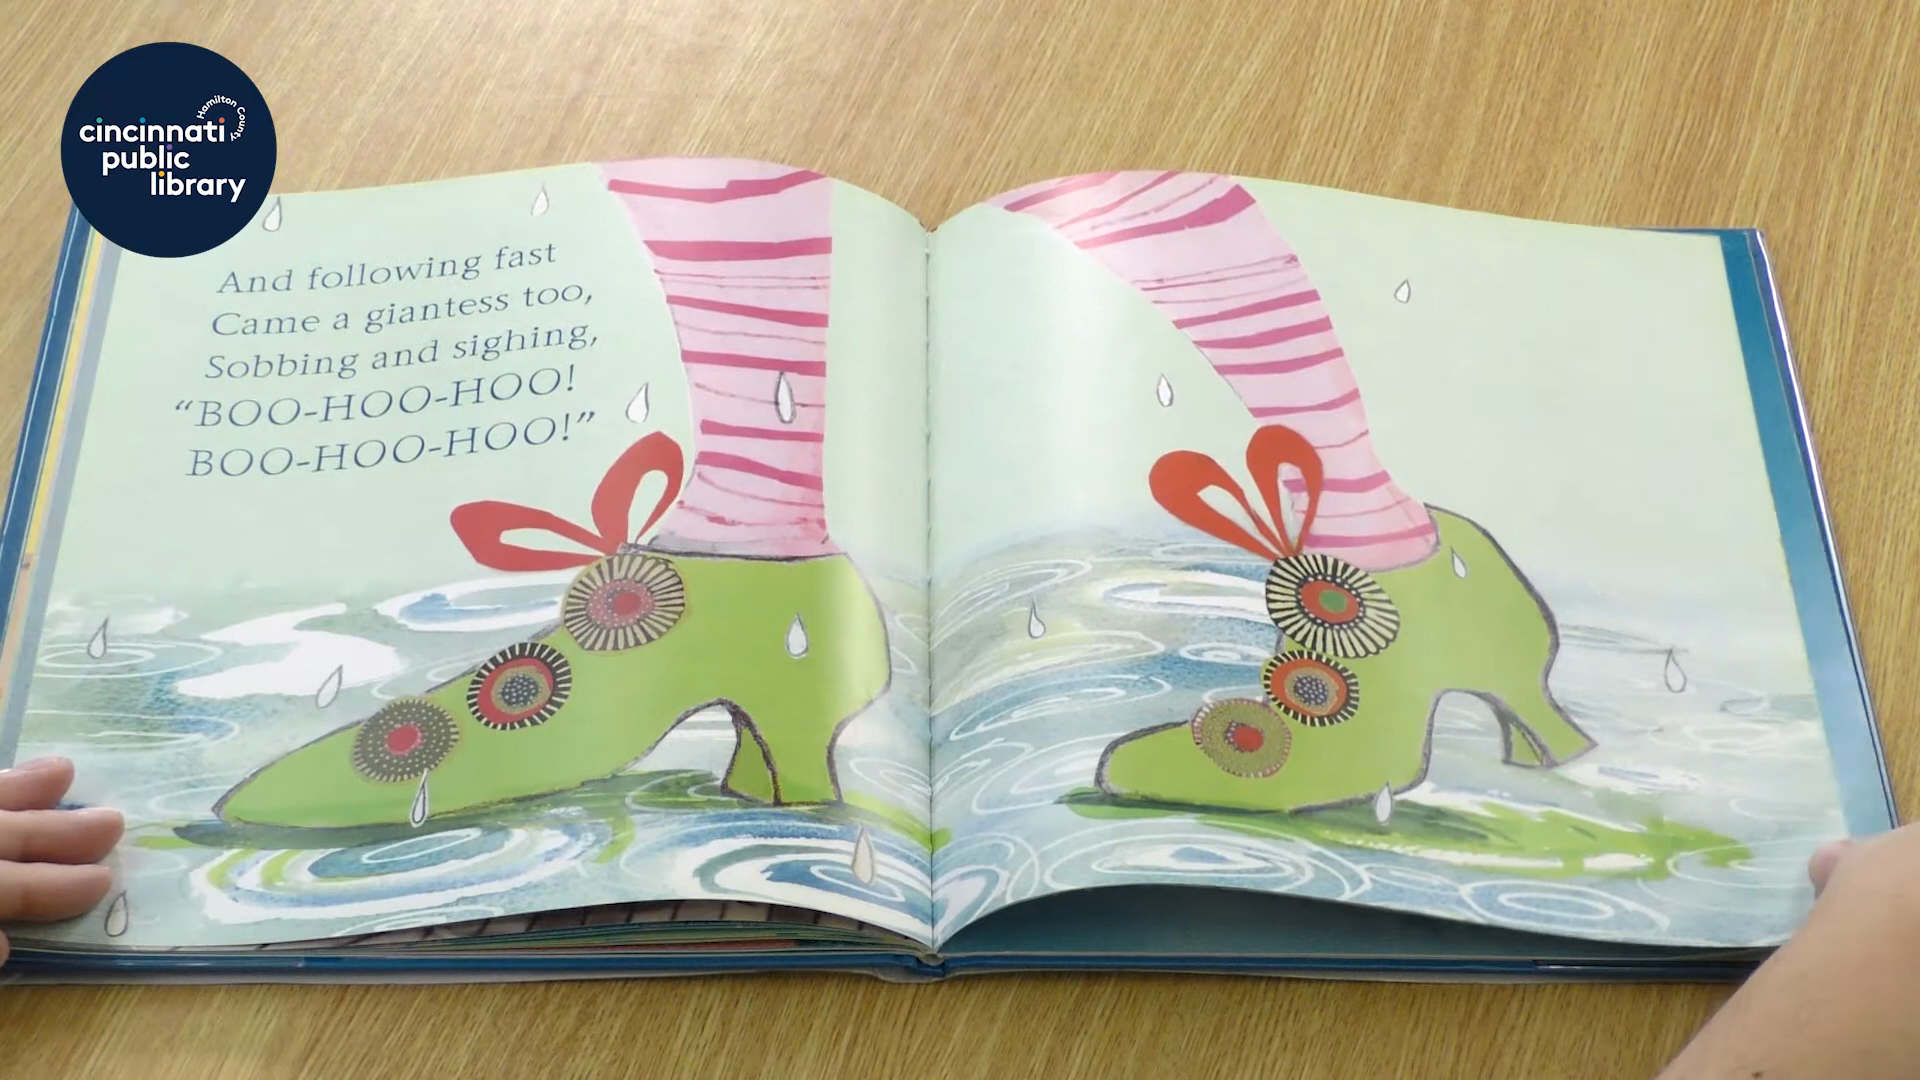 Hamilton County
cincinnati
public
library
And following fast
Came a giantess too,
Sobbing and sighing,
“BOO-HOO-HOO!
BOO-HOO-HOO!”